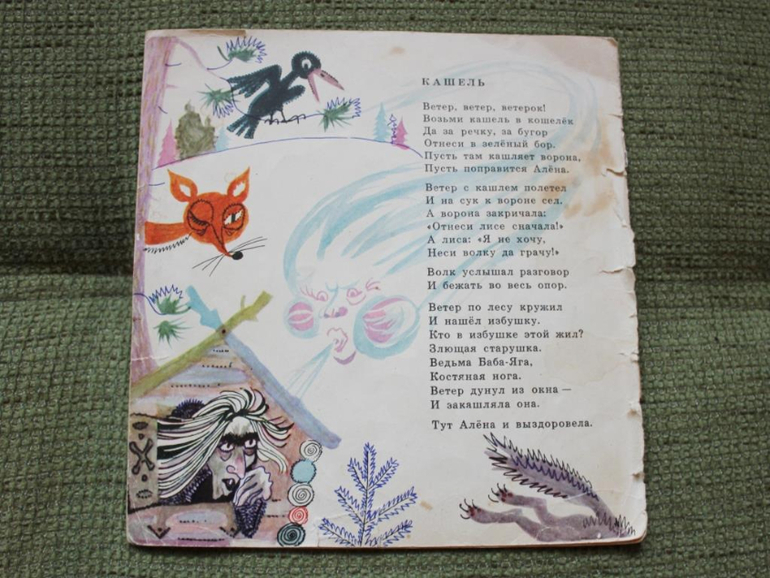 КАШЕЛЬ
Ветер, ветер, ветерок!
Возьми кашель в кошелёк
Да за речку, за бугор
Отнеси в зелёный бор.
Пусть там кашляет ворона,
Пусть поправится Алёна.
Ветер с кашлем полетел
И на сук к вороне сел.
А ворона закричала:
«Отнеси лисе сначала!»
А лиса: «Я не хочу,
Неси волку да грачу!»
Волк услышал разговор
И бежать во весь опор.
Ветер по лесу кружил
И нашёл избушку.
Кто в избушке этой жил?
Злющая старушка.
Ведьма Баба-Яга,
Костяная нога.
Ветер дунул из окна —
И закашляла она.
Тут Алёна и выздоровела.